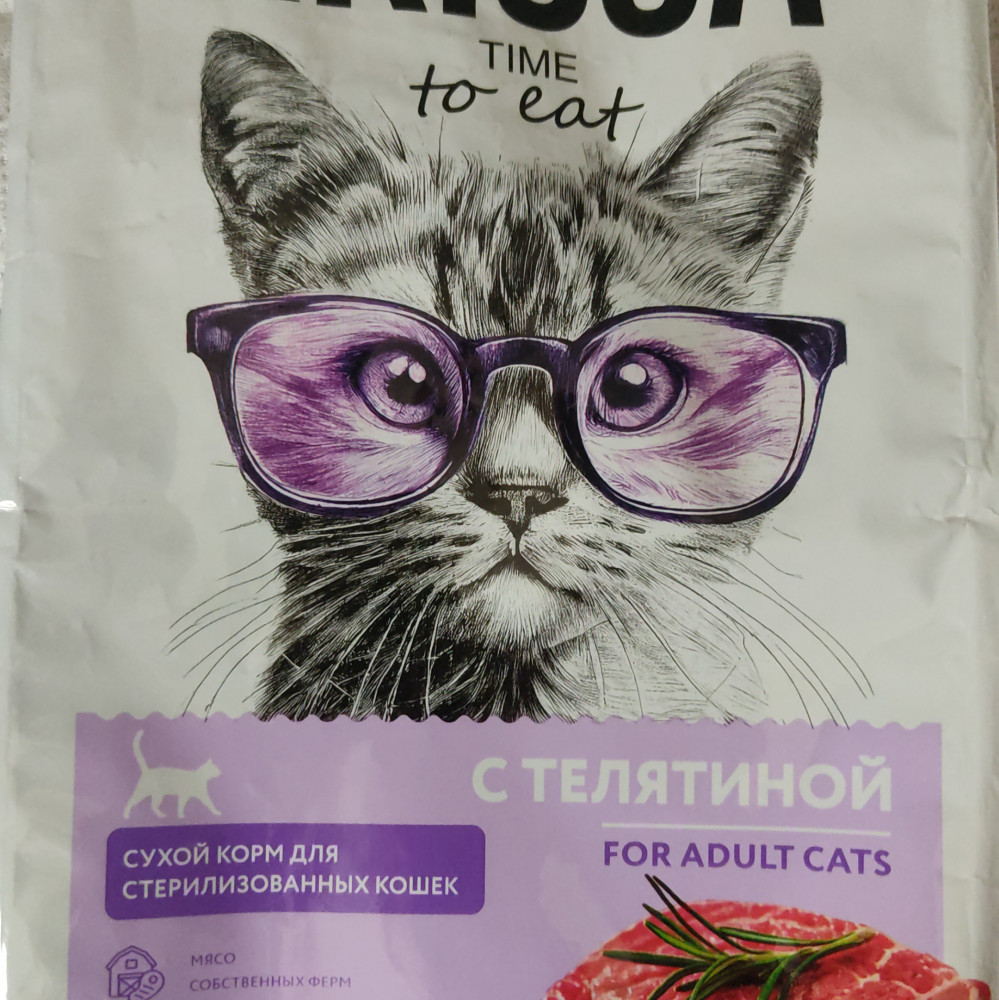 TIME
to eat
С ТЕЛЯТИНОЙ
FOR ADULT CATS
СУХОЙ КОРМ ДЛЯ
СТЕРИЛИЗОВАННЫХ КОШЕК
МЯСО
СОБСТВЕННЫХ ФЕРМ